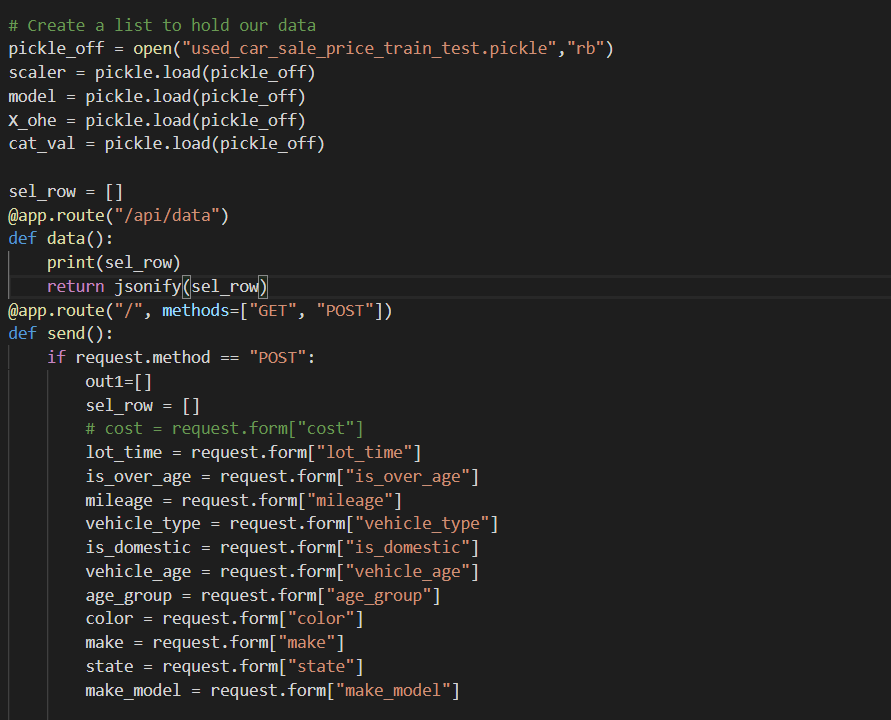 # Create a list to hold our data
pickle_off = open("used_car_sale_price_train_test.pickle","rb")
scaler = pickle.load(pickle_off)
model = pickle.load(pickle_off)
X_ohe = pickle.load(pickle_off)
cat_val = pickle.load(pickle_off)

sel_row = []
@app.route("/api/data")
def data():
    print(sel_row)
    return jsonify(sel_row)
@app.route("/", methods=["GET", "POST"])
def send():
    if request.method == "POST":
        out1=[]
        sel_row = []
        # cost = request.form["cost"]
        lot_time = request.form["lot_time"]
        is_over_age = request.form["is_over_age"]
        mileage = request.form["mileage"]
        vehicle_type = request.form["vehicle_type"]
        is_domestic = request.form["is_domestic"]
        vehicle_age = request.form["vehicle_age"]
        age_group = request.form["age_group"]
        color = request.form["color"]
        make = request.form["make"]
        state = request.form["state"]
        make_model = request.form["make_model"]